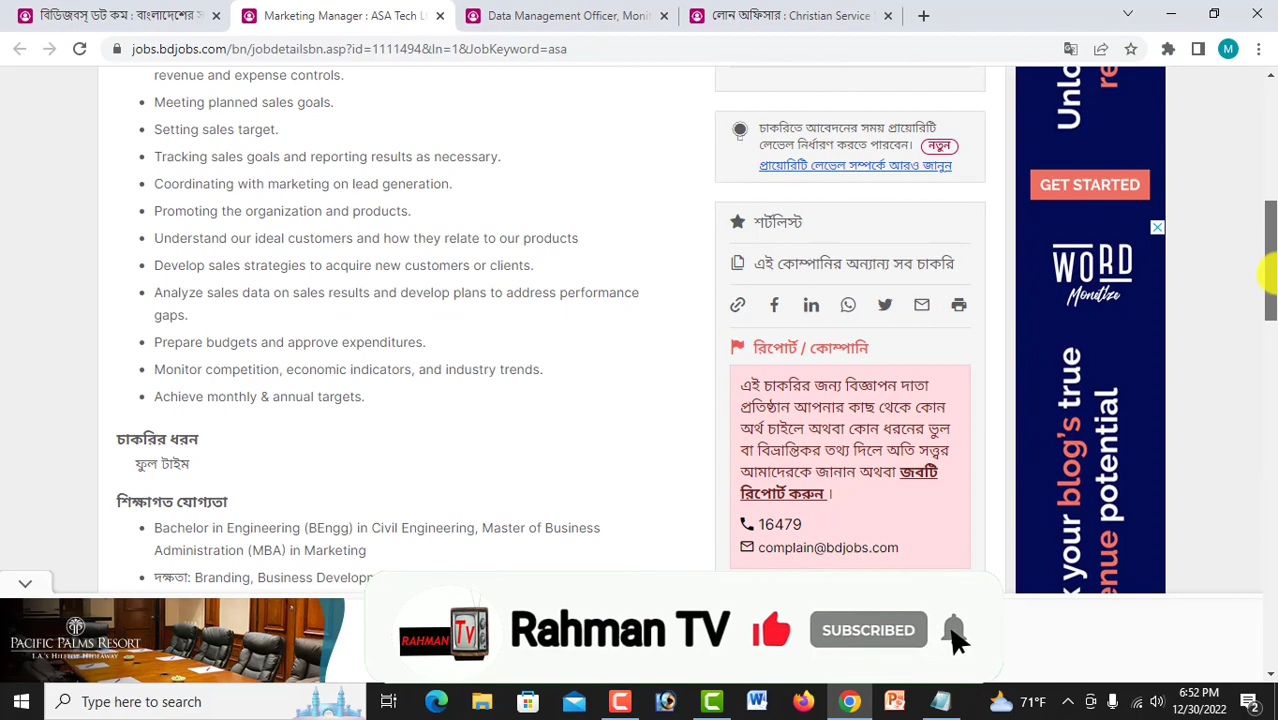 বিডিজবস্ ডট কম : বাংলাদেশের স
Marketing Manager : ASA Tech L
Data Management Officer, Moni
লোন অফিসার : Christian Service
jobs.bdjobs.com/bn/jobdetailsbn.asp?id=1111494&ln=1&JobKeyword=asa
M
revenue and expense controls.
Meeting planned sales goals.
Setting sales target.
Tracking sales goals and reporting results as necessary.
Coordinating with marketing on lead generation.
Promoting the organization and products.
Understand our ideal customers and how they relate to our products
Develop sales strategies to acquire new customers or clients.
Analyze sales data on sales results and develop plans to address performance
gaps.
Prepare budgets and approve expenditures.
Monitor competition, economic indicators, and industry trends.
Achieve monthly & annual targets.
চাকরির ধরন
ফুল টাইম
শিক্ষাগত যোগ্যতা
Bachelor in Engineering (BEngg) in Civil Engineering, Master of Business
Administration (MBA) in Marketing
দক্ষতা: Branding, Business Developm
চাকরিতে আবেদনের সময় প্রায়োরিটি
লেভেল নির্ধারণ করতে পারবেন। নতুন
প্রায়োরিটি লেভেল সম্পর্কে আরও জানুন
শর্টলিস্ট
এই কোম্পানির অন্যান্য সব চাকরি
রিপোর্ট / কোম্পানি
এই চাকরির জন্য বিজ্ঞাপন দাতা
প্রতিষ্ঠান আপনার কাছ থেকে কোন
অর্থ চাইলে অথবা কোন ধরনের ভুল
বা বিভ্রান্তিকর তথ্য দিলে অতি সত্ত্বর
আমাদেরকে জানান অথবা জবটি
রিপোর্ট করুন ।
16479
complain@bdjobs.com
GET STARTED
WORD
Monetize
k your blog's true
enue potential
PACIFIC PALMS RESORT
L.A.'S HILLTOP HIDEAWAY
RAHMAN TV
Rahman TV
SUBSCRIBED
Type here to search
71°F
6:52 PM
12/30/2022
2